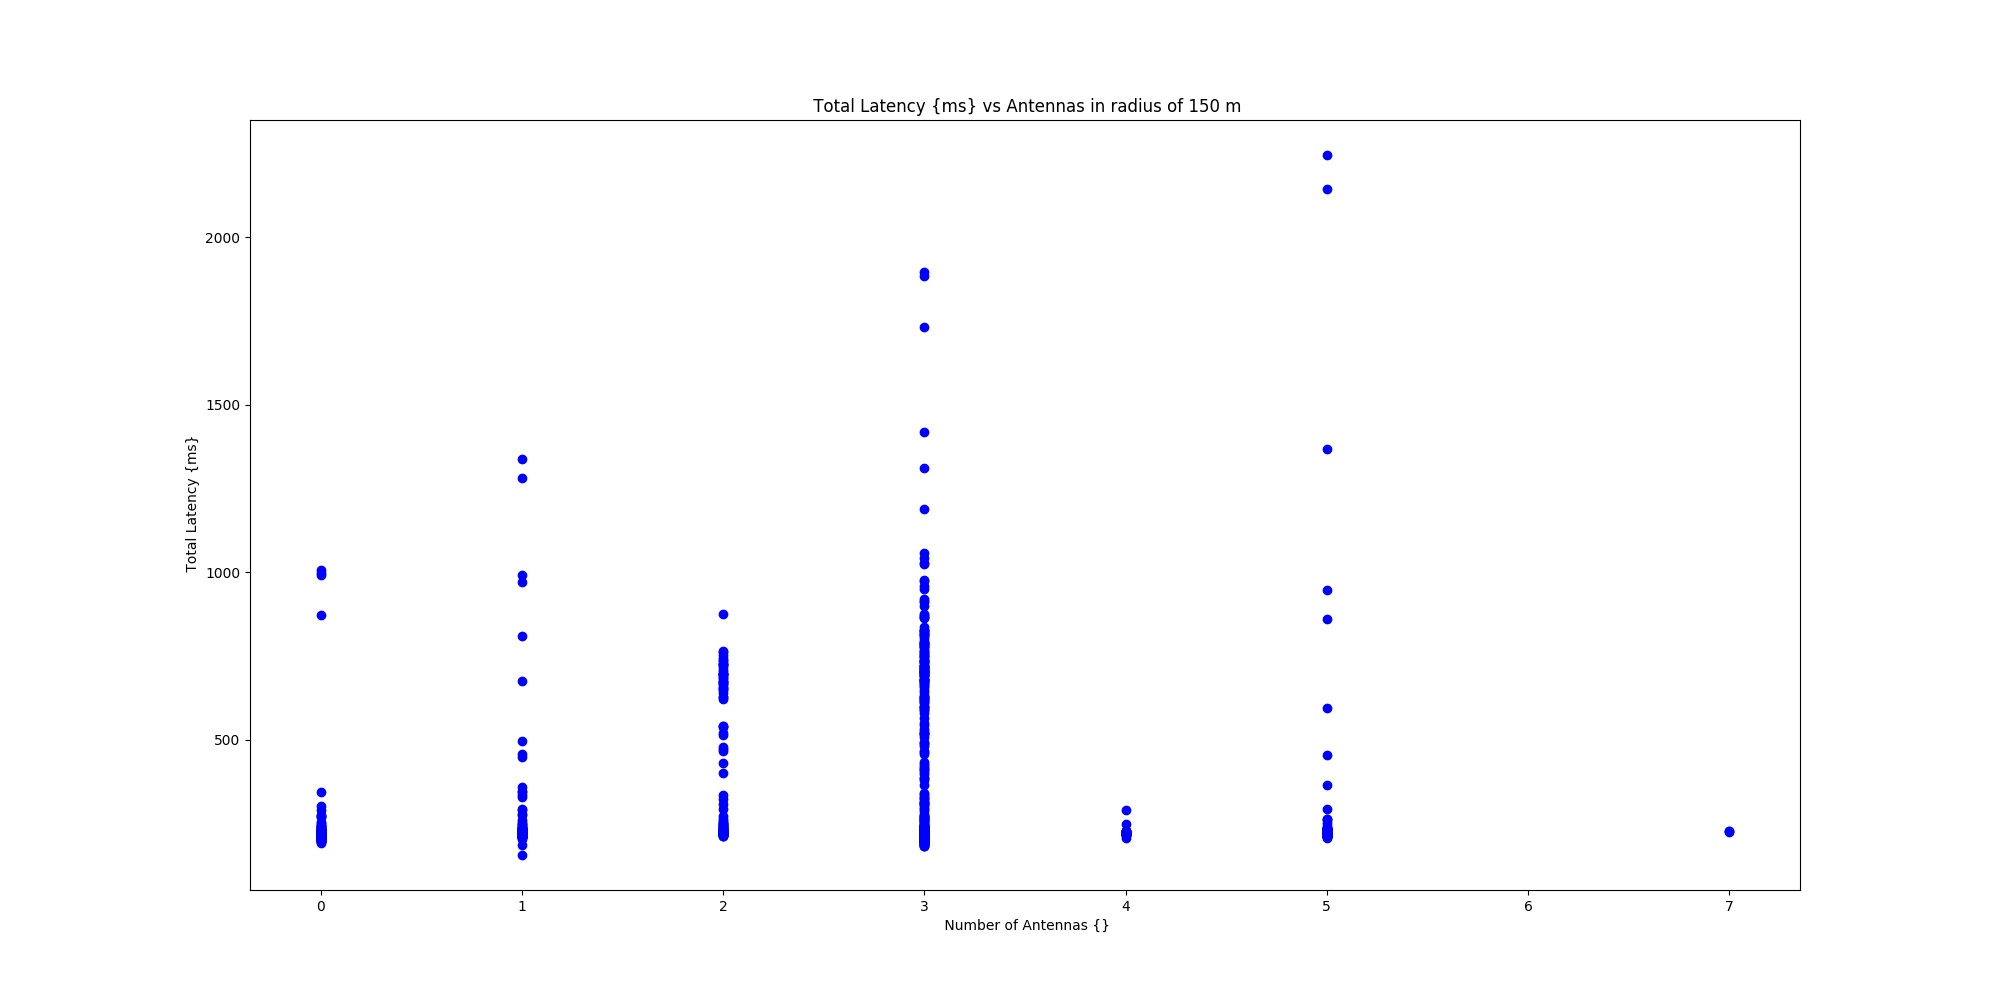 Total Latency {ms} vs Antennas in radius of 150 m
2000
1500
1000
500
Total Latency {ms}
0 1 2 3 4 5 6 7
Number of Antennas {}